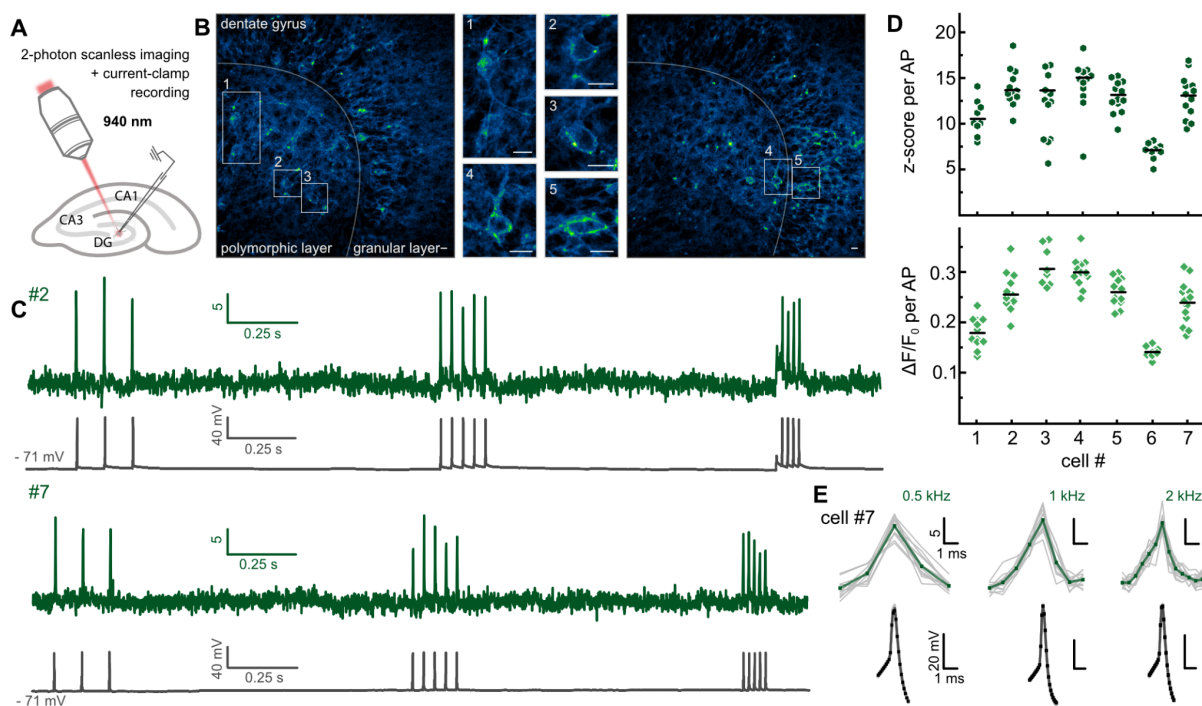 A
2-photon scanless imaging
+ current-clamp
recording
940 nm
CA1
CA3
DG
B
dentate gyrus
1
2
3
polymorphic layer
granular layer
1
2
3
4
5
4
5
C
#2
5
0.25 s
40 mV
0.25 s
- 71 mV
#7
5
0.25 s
40 mV
0.25 s
- 71 mV
D
z-score per AP
20
15
10
5
ΔF/F0 per AP
0.3
0.2
0.1
1 2 3 4 5 6 7
cell #
E
cell #7
0.5 kHz
1 kHz
2 kHz
5
1 ms
20 mV
1 ms